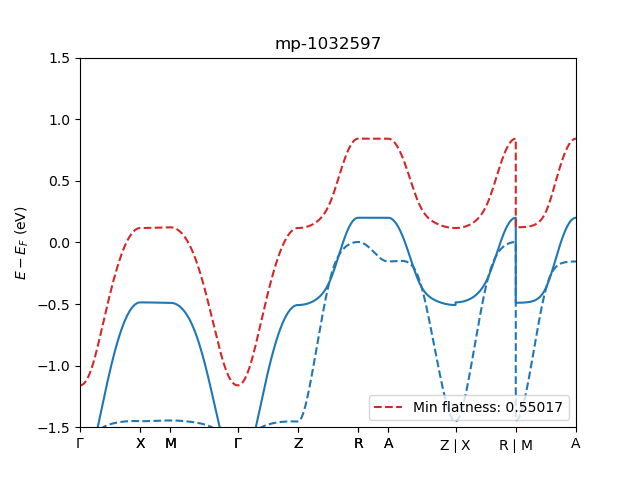 mp-1032597
E − E_F (eV)
1.5
1.0
0.5
0.0
−0.5
−1.0
−1.5
Min flatness: 0.55017
Γ X M Γ Z R A Z | X R | M A